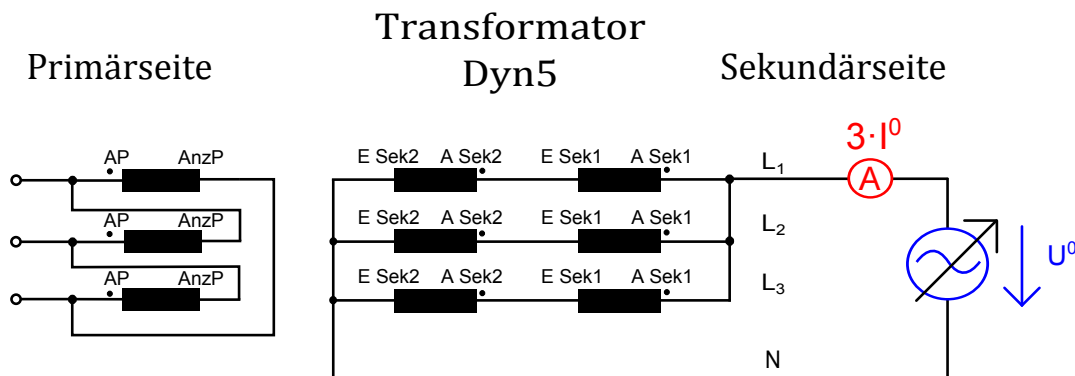 Transformator
Dyn5
Primärseite
Sekundärseite
3·I⁰
AP AnzP E Sek2 A Sek2 E Sek1 A Sek1 L₁
A
AP AnzP E Sek2 A Sek2 E Sek1 A Sek1 L₂
U⁰
AP AnzP E Sek2 A Sek2 E Sek1 A Sek1 L₃
N